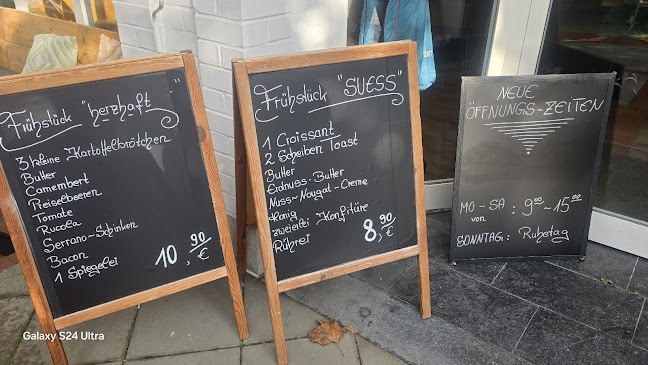 Frühstück "herzhaft"
3 kleine Kartoffelbrötchen
Butter
Camembert
Preiselbeeren
Tomate
Rucola
Serrano-Schinken
Bacon
1 Spiegelei
10,90 €
Frühstück "SUESS"
1 Croissant
2 Scheiben Toast
Butter
Erdnuss-Butter
Nuss-Nougat-Creme
Honig
zweierlei Konfitüre
Rührei
8,90 €
NEUE
ÖFFNUNGS-ZEITEN
MO-SA : 9⁰⁰ - 15⁰⁰
von
SONNTAG : Ruhetag
Galaxy S24 Ultra